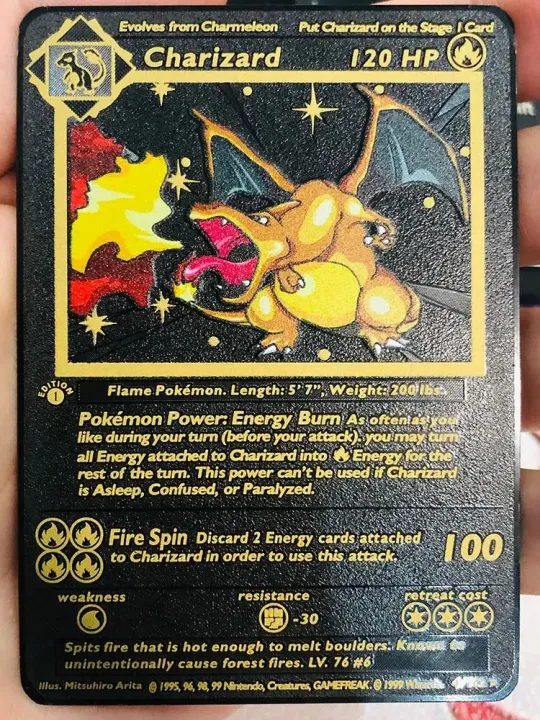 Evolves from Charmeleon Put Charizard on the Stage 1 Card
Charizard 120 HP
EDITION
1
Flame Pokémon. Length: 5'7", Weight: 200 lbs.
Pokémon Power: Energy Burn As often as you
like during your turn (before your attack), you may turn
all Energy attached to Charizard into Energy for the
rest of the turn. This power can't be used if Charizard
is Asleep, Confused, or Paralyzed.
Fire Spin Discard 2 Energy cards attached
to Charizard in order to use this attack.
100
weakness resistance retreat cost
-30
Spits fire that is hot enough to melt boulders. Known to
unintentionally cause forest fires. LV. 76 #6
Illus. Mitsuhiro Arita © 1995, 96, 98, 99 Nintendo, Creatures, GAMEFREAK. © 1999